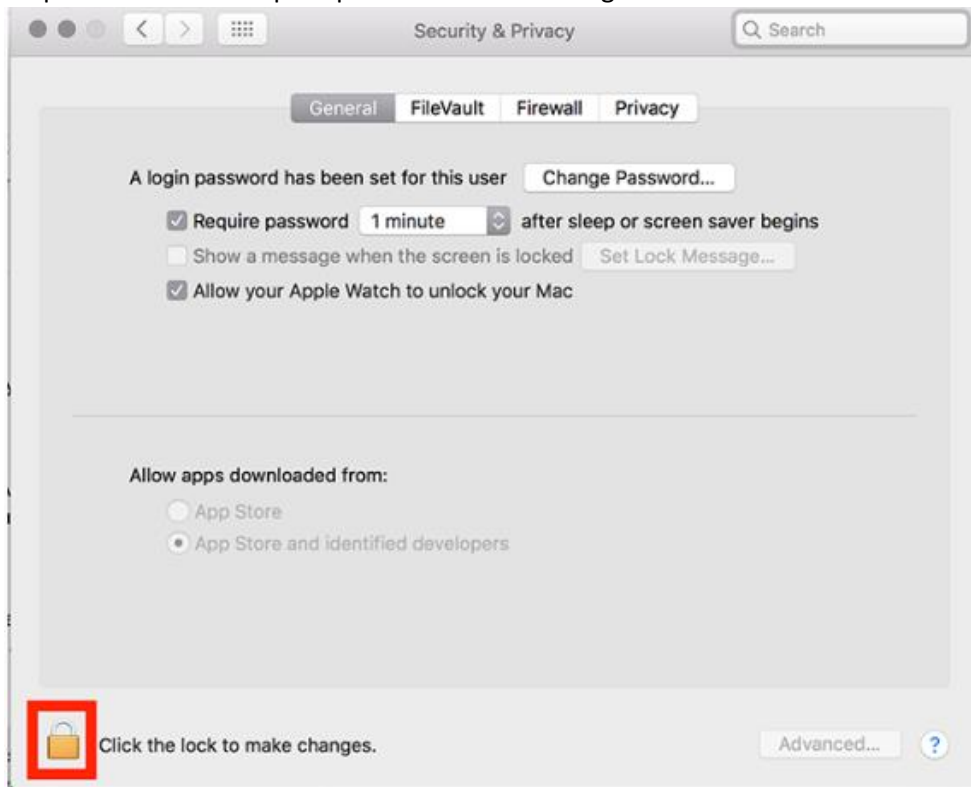 Security & Privacy
Search
General FileVault Firewall Privacy
A login password has been set for this user Change Password...
Require password 1 minute after sleep or screen saver begins
Show a message when the screen is locked Set Lock Message...
Allow your Apple Watch to unlock your Mac
Allow apps downloaded from:
App Store
App Store and identified developers
Click the lock to make changes.
Advanced... ?